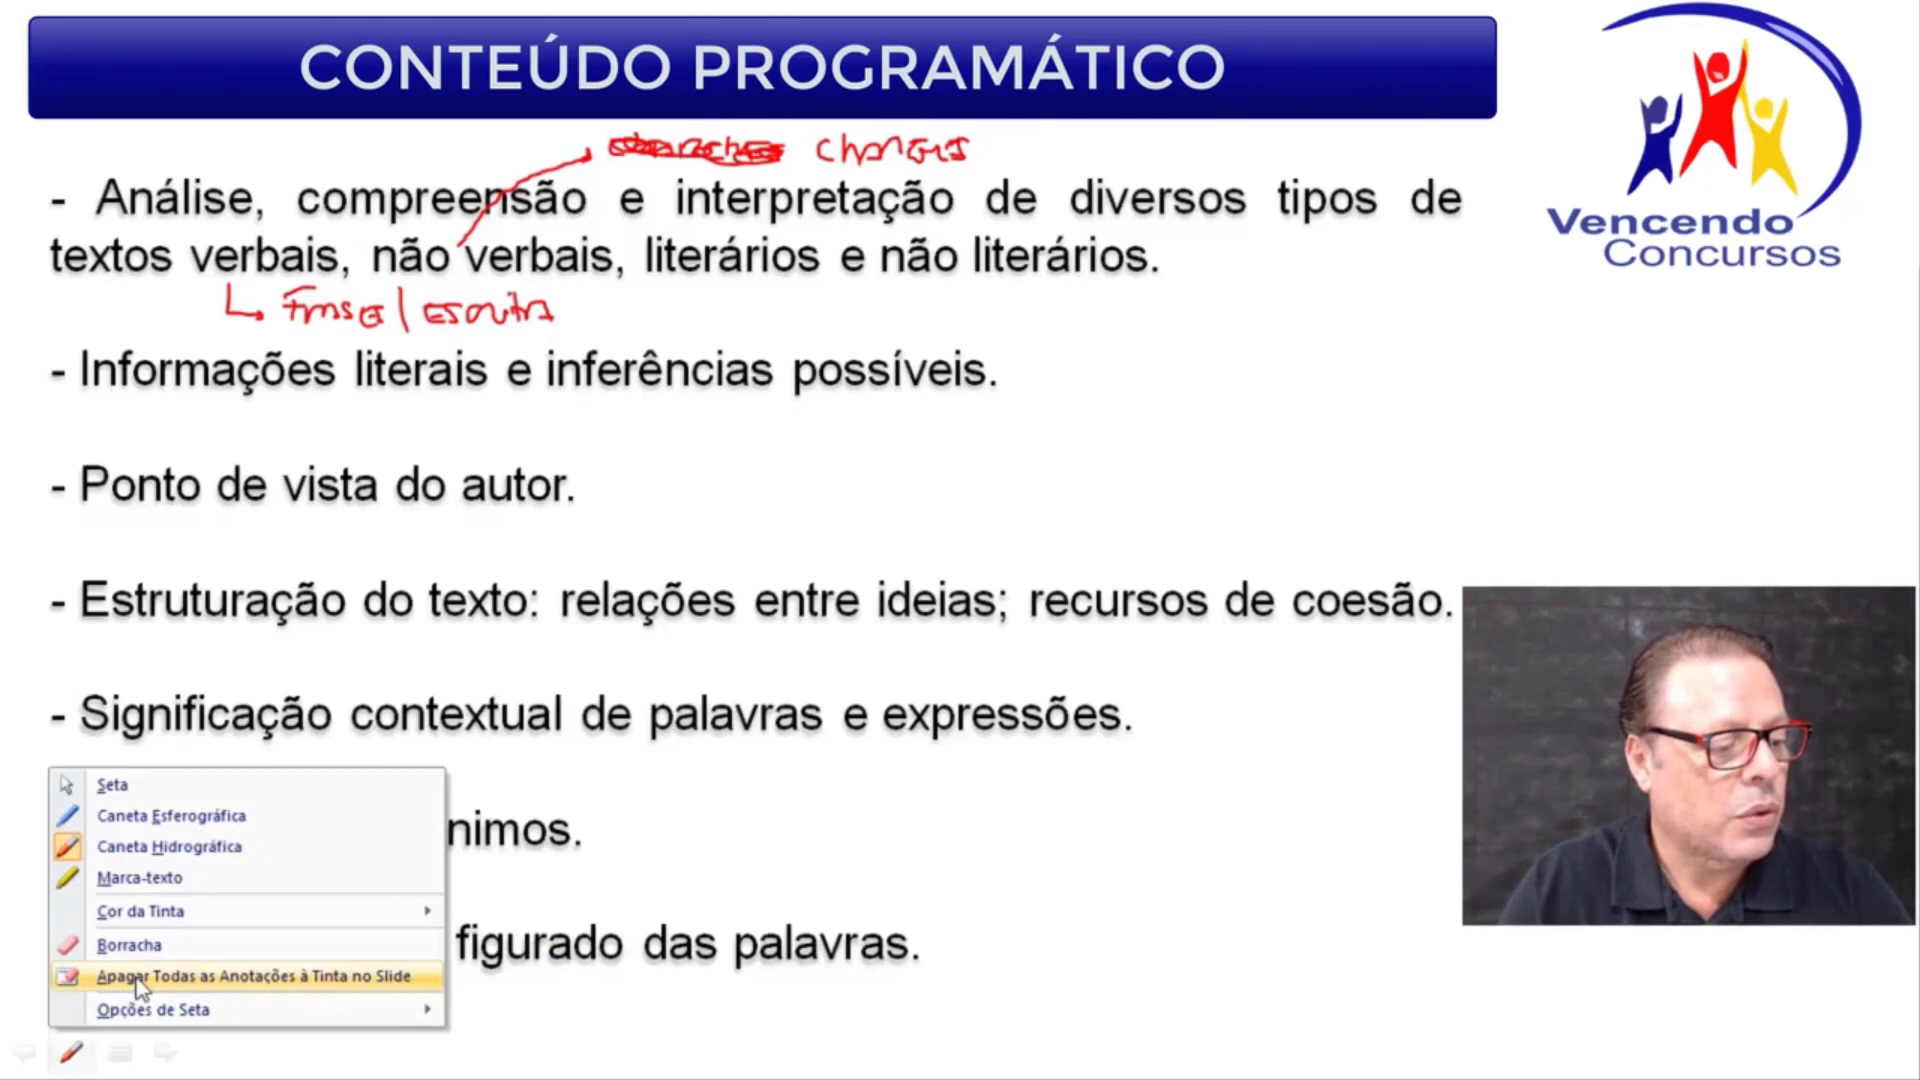 CONTEÚDO PROGRAMÁTICO
Vencendo
Concursos
- Análise, compreensão e interpretação de diversos tipos de
textos verbais, não verbais, literários e não literários.
- Informações literais e inferências possíveis.
- Ponto de vista do autor.
- Estruturação do texto: relações entre ideias; recursos de coesão.
- Significação contextual de palavras e expressões.
nimos.
figurado das palavras.
Seta
Caneta Esferográfica
Caneta Hidrográfica
Marca-texto
Cor da Tinta
Borracha
Apagar Todas as Anotações à Tinta no Slide
Opções de Seta